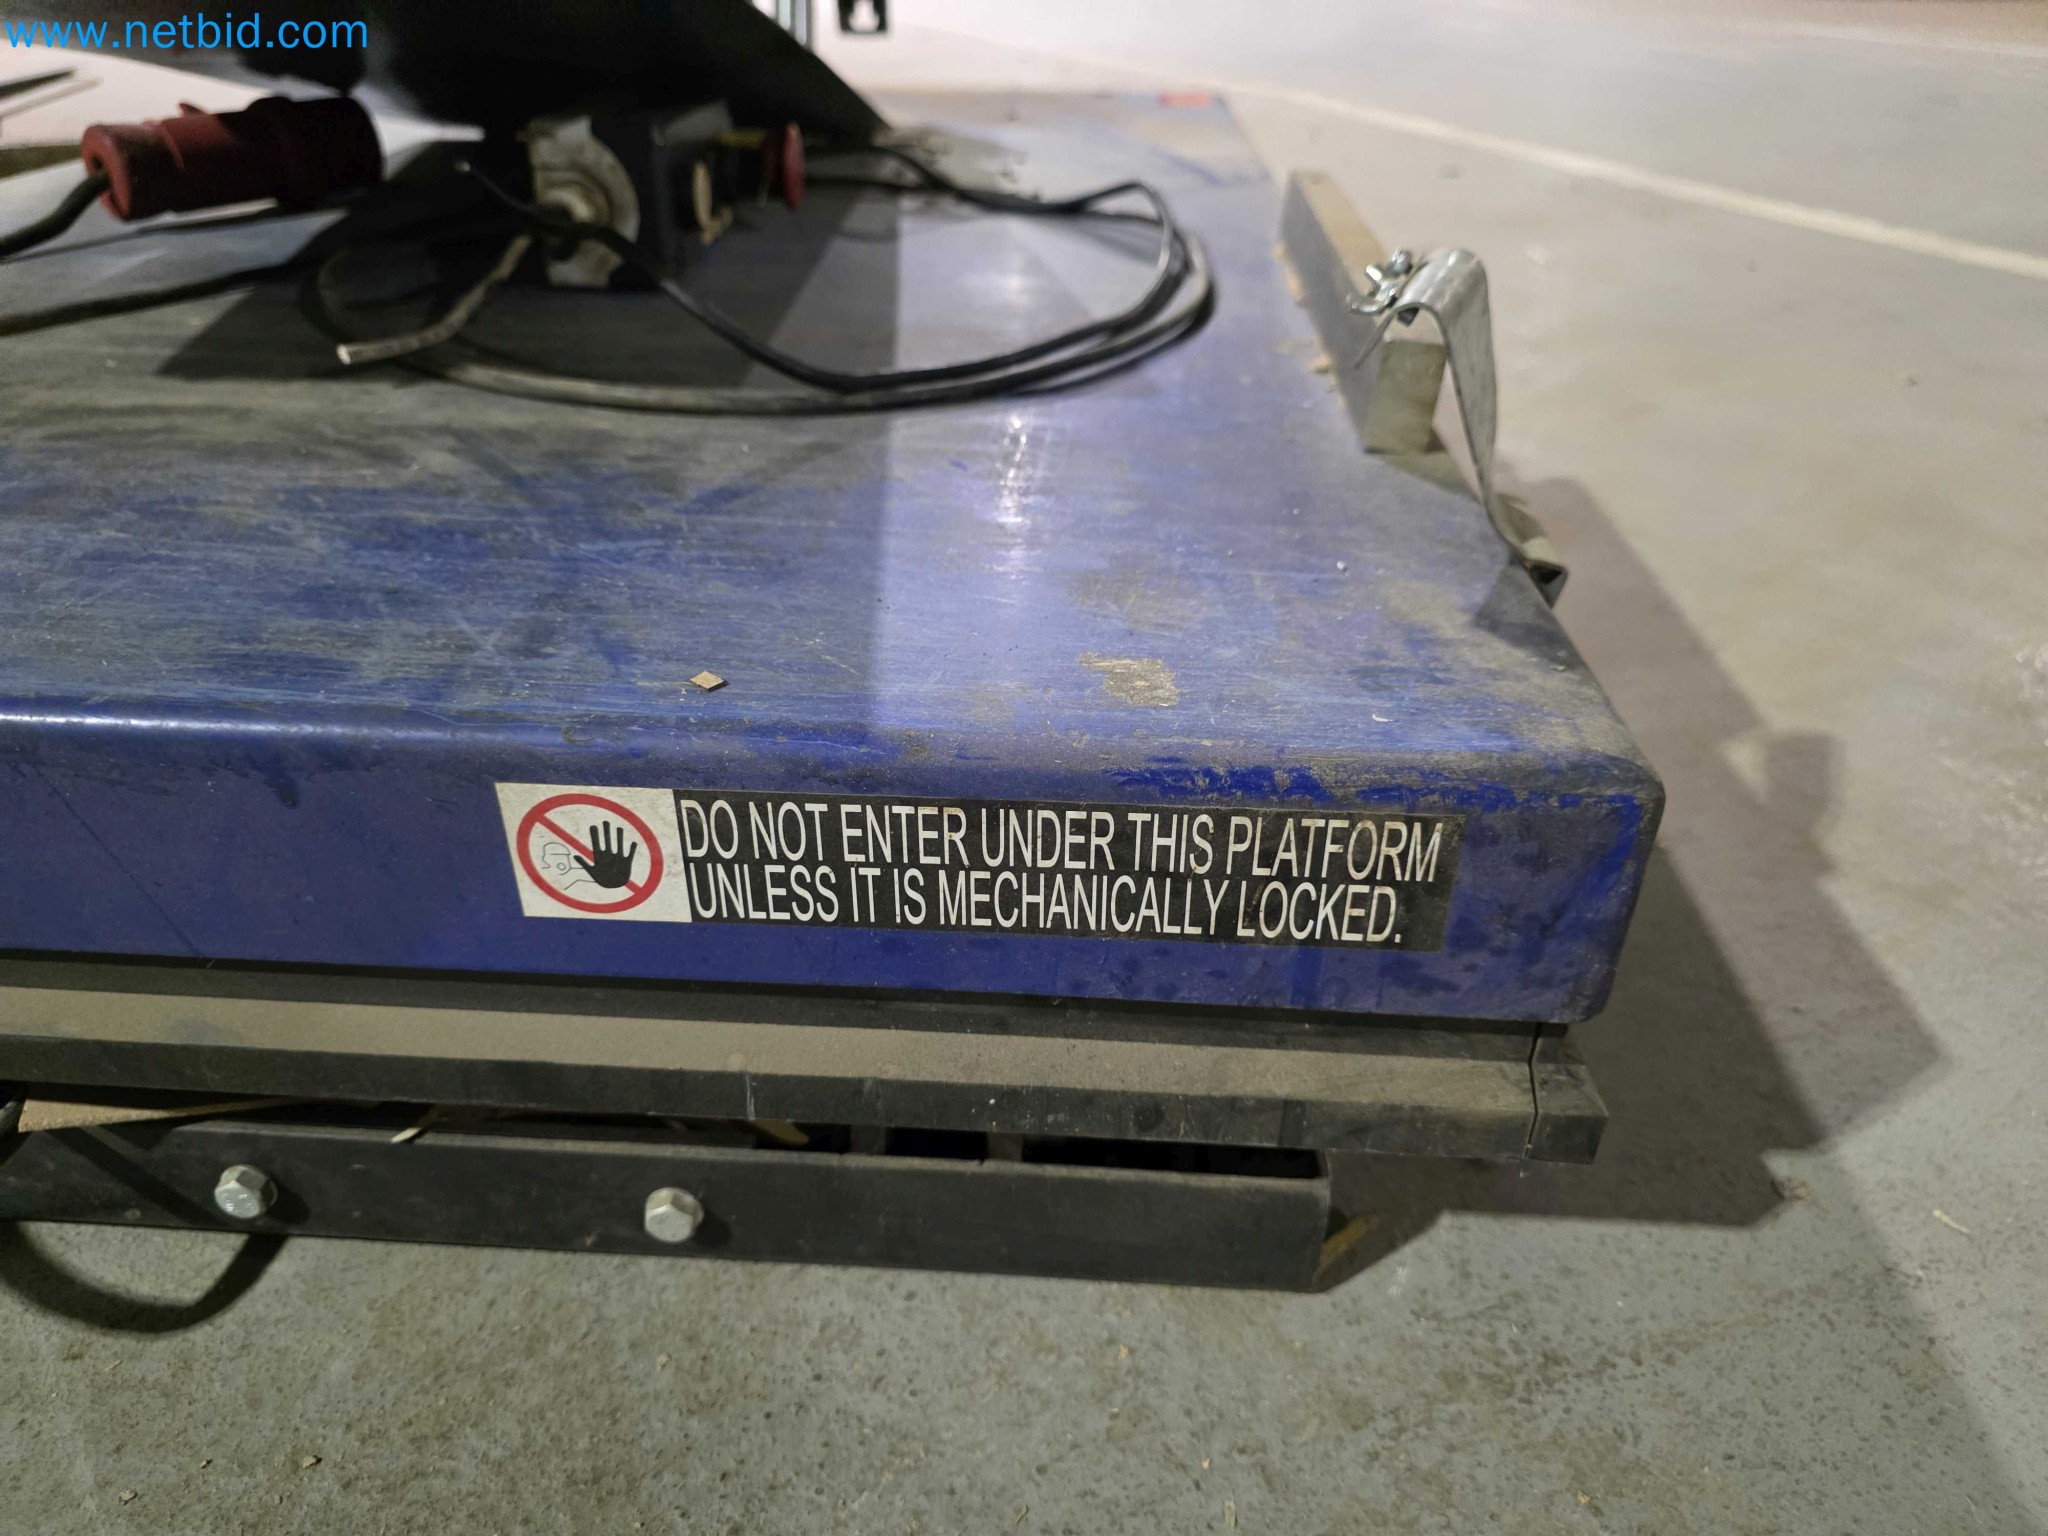 www.netbid.com
DO NOT ENTER UNDER THIS PLATFORM
UNLESS IT IS MECHANICALLY LOCKED.